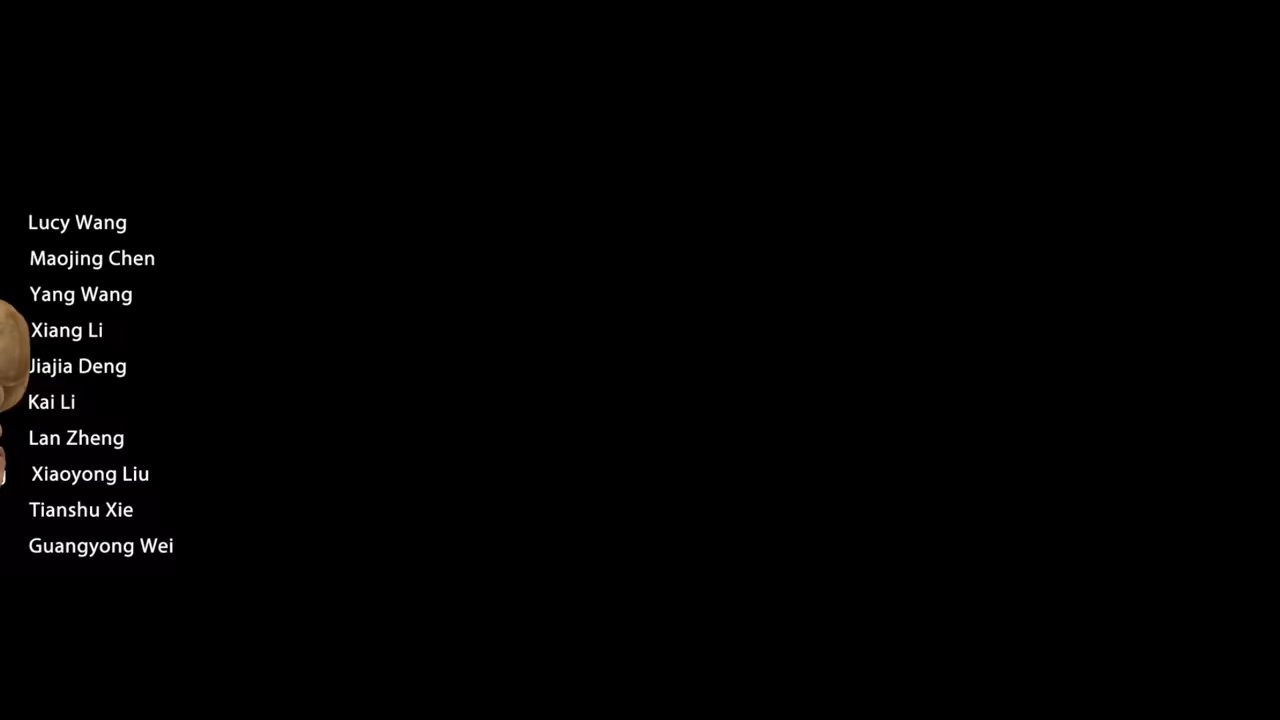 Lucy Wang
Maojing Chen
Yang Wang
Xiang Li
Jiajia Deng
Kai Li
Lan Zheng
Xiaoyong Liu
Tianshu Xie
Guangyong Wei